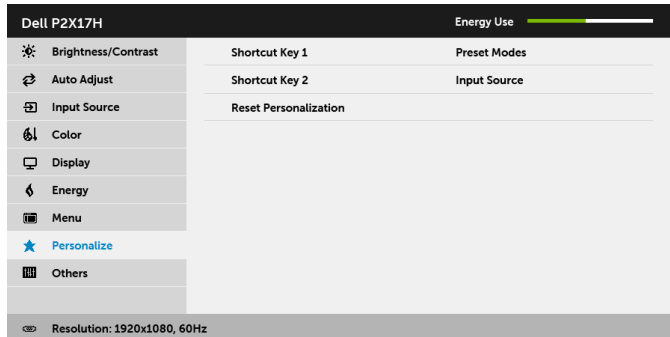 Dell P2X17H Energy Use
Brightness/Contrast Shortcut Key 1 Preset Modes
Auto Adjust Shortcut Key 2 Input Source
Input Source Reset Personalization
Color
Display
Energy
Menu
Personalize
Others
Resolution: 1920x1080, 60Hz